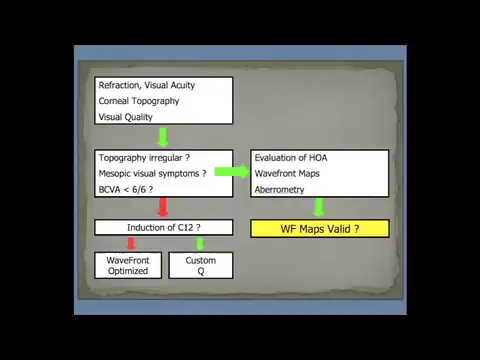 Refraction, Visual Acuity
Corneal Topography
Visual Quality
Topography irregular ?
Mesopic visual symptoms ?
BCVA < 6/6 ?
Evaluation of HOA
Wavefront Maps
Aberrometry
Induction of C12 ?
WF Maps Valid ?
WaveFront
Optimized
Custom
Q